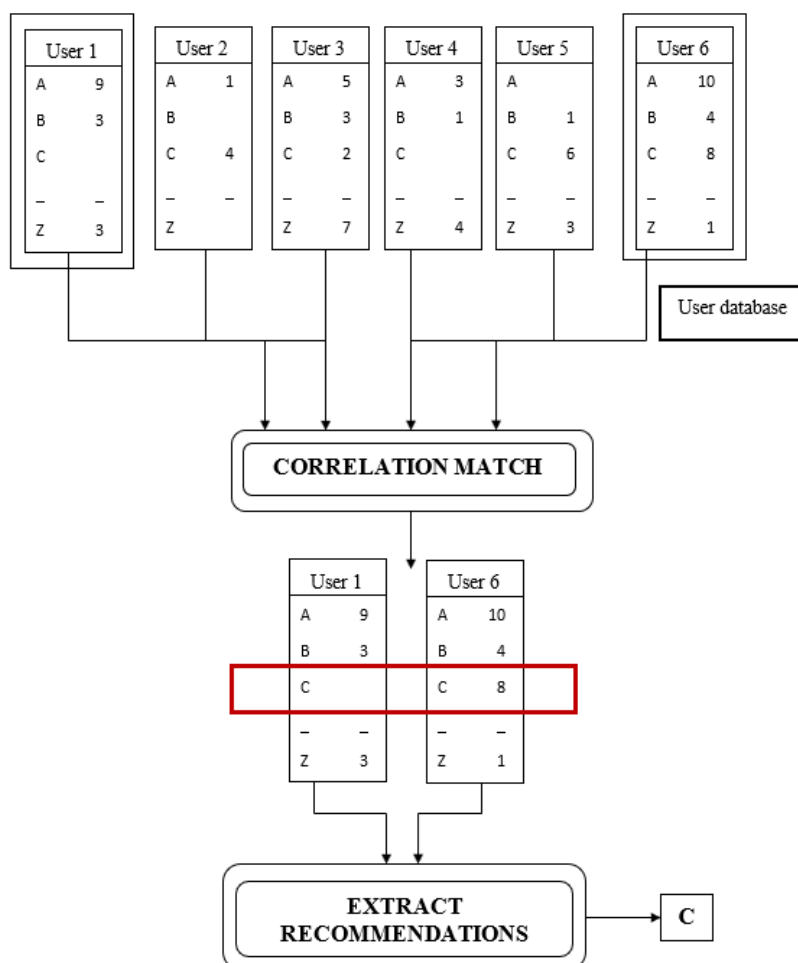 User 1 User 2 User 3 User 4 User 5 User 6
A 9 A 1 A 5 A 3 A A 10
B 3 B B 3 B 1 B 1 B 4
C C 4 C 2 C C 6 C 8
– – – – – – – – – – – –
Z 3 Z Z 7 Z 4 Z 3 Z 1
User database
CORRELATION MATCH
User 1 User 6
A 9 A 10
B 3 B 4
C C 8
– – – –
Z 3 Z 1
EXTRACT
RECOMMENDATIONS
C